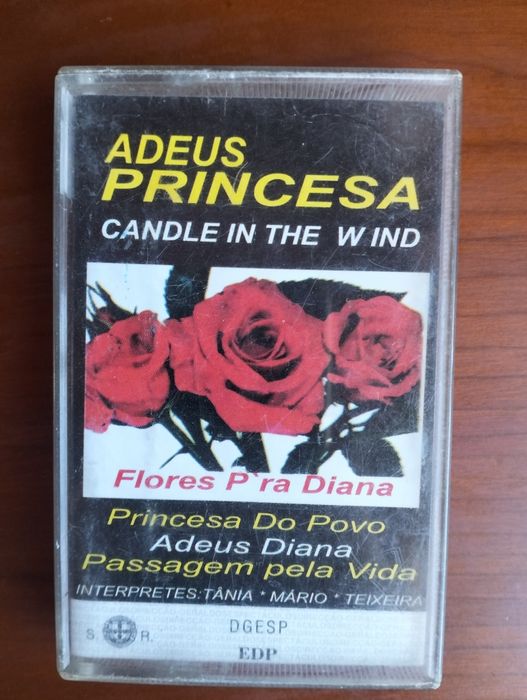 ADEUS
PRINCESA
CANDLE IN THE WIND
Flores P`ra Diana
Princesa Do Povo
Adeus Diana
Passagem pela Vida
INTERPRETES:TÂNIA * MÁRIO * TEIXEIRA
S. R.
DGESP
EDP